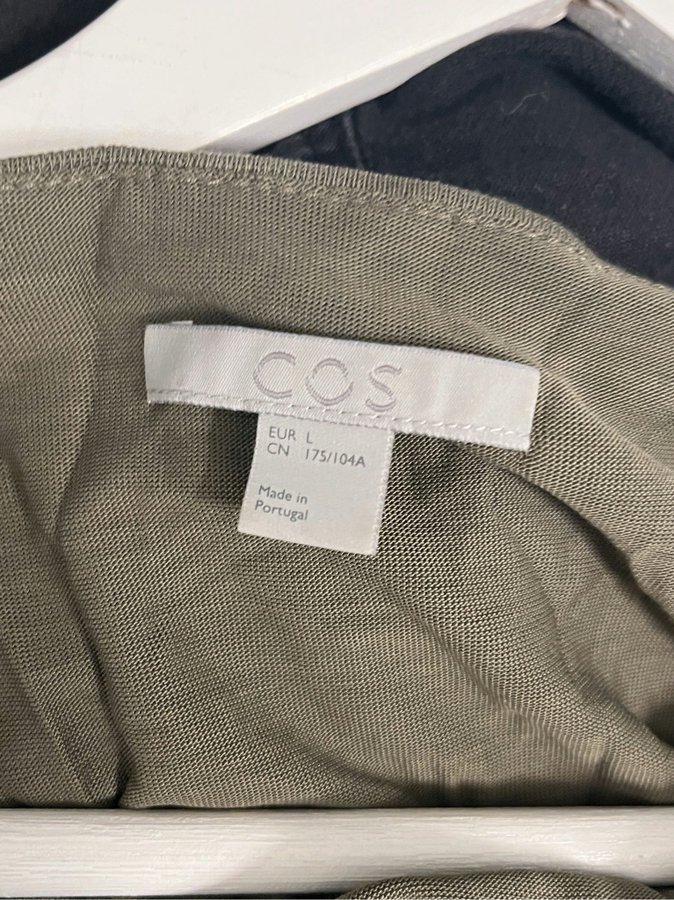 COS
EUR L
CN 175/104A
Made in
Portugal